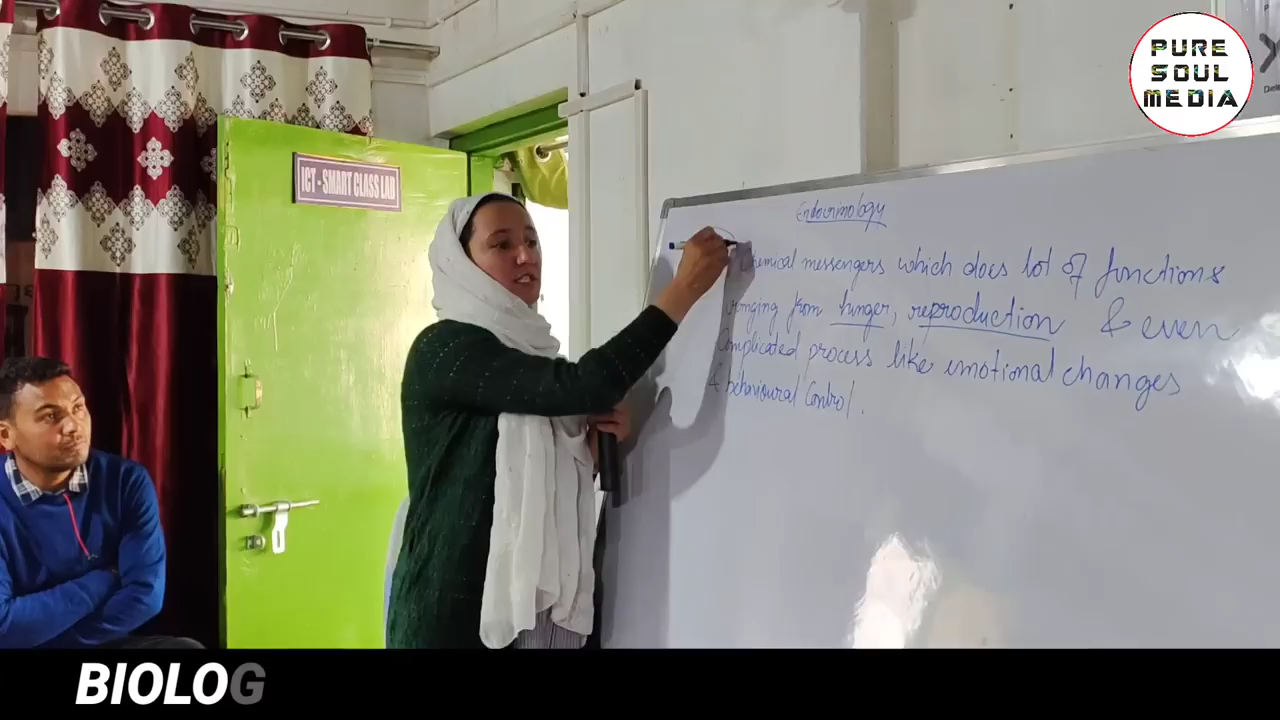 PURE
SOUL
MEDIA
ICT - SMART CLASS LAB
Endocrinology
Chemical messengers which does lot of functions
ranging from hunger, reproduction & even
Complicated process like emotional changes
& behavioural Control.
BIOLOG